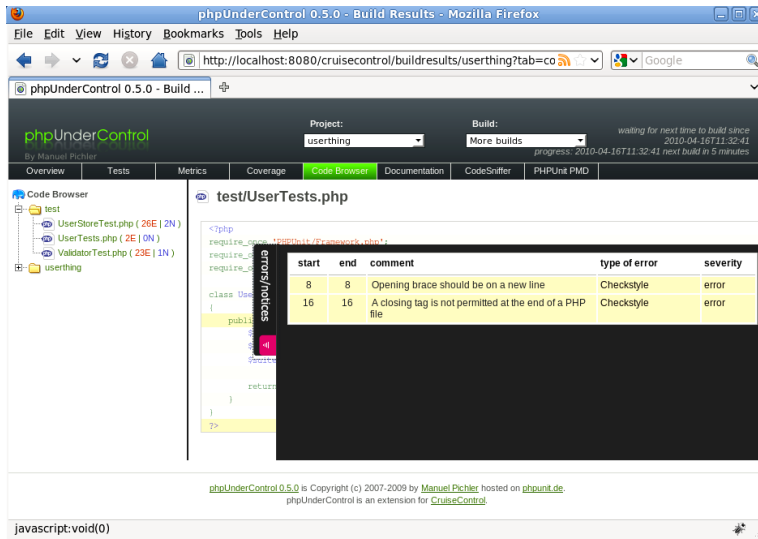 phpUnderControl 0.5.0 - Build Results - Mozilla Firefox
File Edit View History Bookmarks Tools Help
http://localhost:8080/cruisecontrol/buildresults/userthing?tab=co
Google
phpUnderControl 0.5.0 - Build ...
phpUnderControl
By Manuel Pichler
Project:
userthing
Build:
More builds
waiting for next time to build since
2010-04-16T11:32:41
progress: 2010-04-16T11:32:41 next build in 5 minutes
Overview Tests Metrics Coverage Code Browser Documentation CodeSniffer PHPUnit PMD
Code Browser
test
UserStoreTest.php ( 26E | 2N )
UserTests.php ( 2E | 0N )
ValidatorTest.php ( 23E | 1N )
userthing
test/UserTests.php
<?php
require_once 'PHPUnit/Framework.php';
require_o
require_o
class Use
{
publi
return
}
}
?>
errors/notices
start end comment type of error severity
8 8 Opening brace should be on a new line Checkstyle error
16 16 A closing tag is not permitted at the end of a PHP file Checkstyle error
phpUnderControl 0.5.0 is Copyright (c) 2007-2009 by Manuel Pichler hosted on phpunit.de.
phpUnderControl is an extension for CruiseControl.
javascript:void(0)